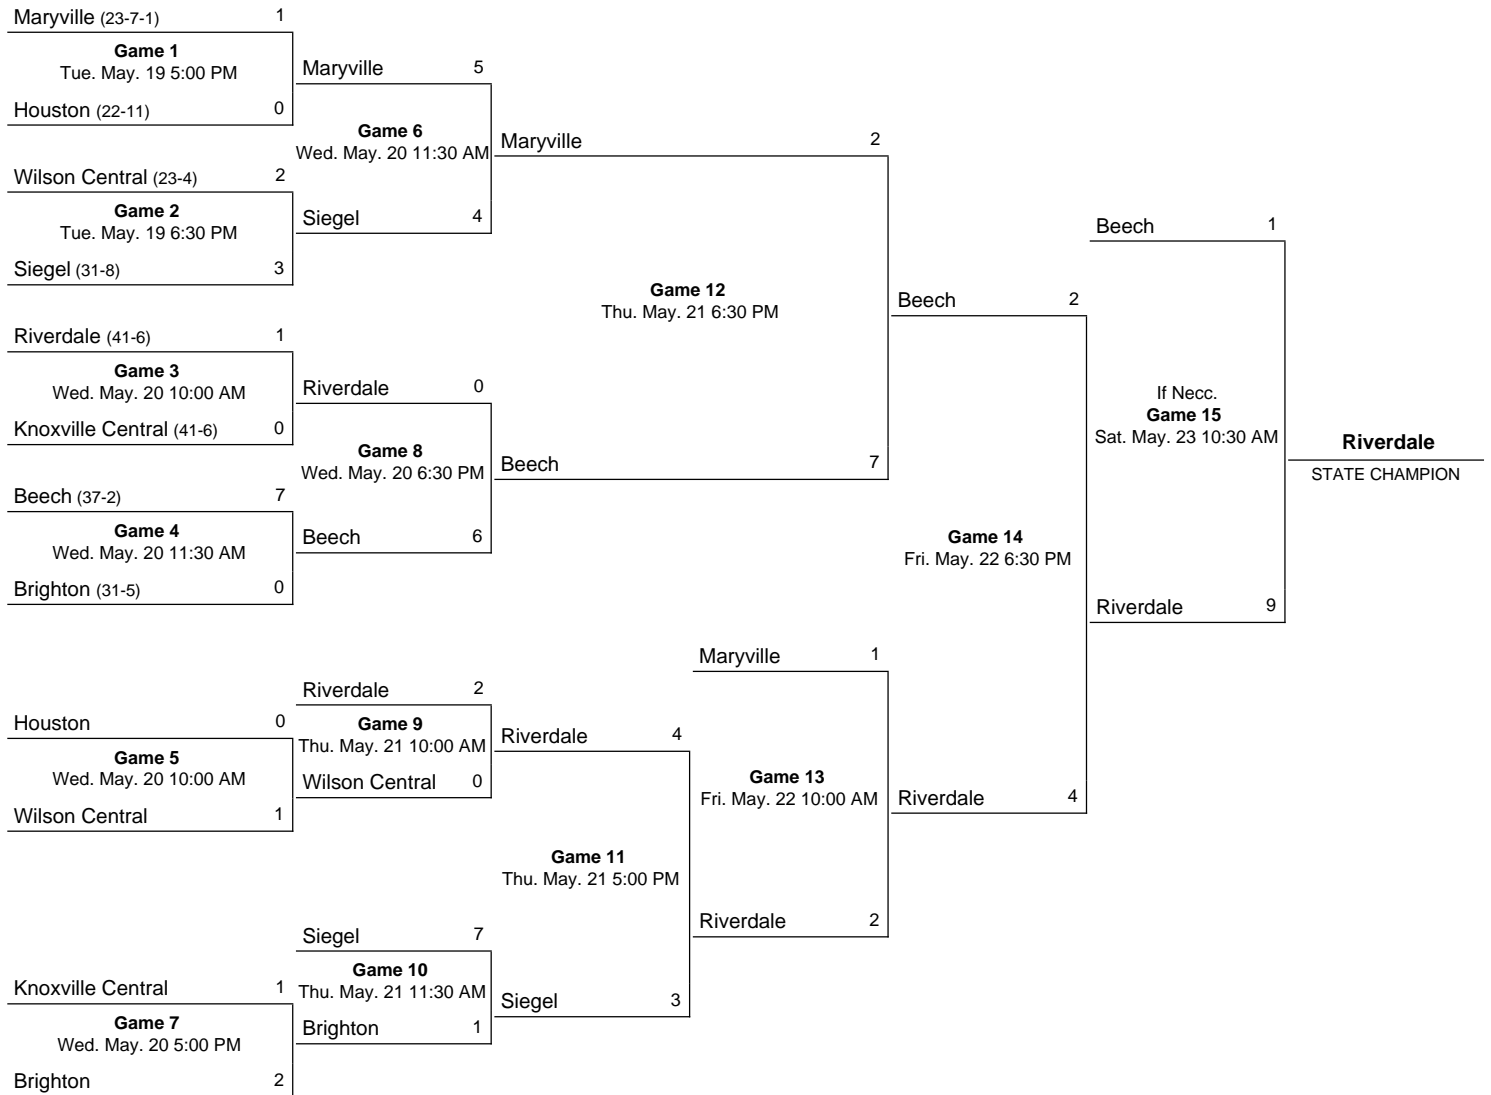 Maryville (23-7-1) 1
Game 1
Tue. May. 19 5:00 PM
Houston (22-11) 0
Wilson Central (23-4) 2
Game 2
Tue. May. 19 6:30 PM
Siegel (31-8) 3
Riverdale (41-6) 1
Game 3
Wed. May. 20 10:00 AM
Knoxville Central (41-6) 0
Beech (37-2) 7
Game 4
Wed. May. 20 11:30 AM
Brighton (31-5) 0
Houston 0
Game 5
Wed. May. 20 10:00 AM
Wilson Central 1
Knoxville Central 1
Game 7
Wed. May. 20 5:00 PM
Brighton 2
Maryville 5
Game 6
Wed. May. 20 11:30 AM
Siegel 4
Riverdale 0
Game 8
Wed. May. 20 6:30 PM
Beech 6
Riverdale 2
Game 9
Thu. May. 21 10:00 AM
Wilson Central 0
Siegel 7
Game 10
Thu. May. 21 11:30 AM
Brighton 1
Maryville 2
Game 12
Thu. May. 21 6:30 PM
Beech 7
Riverdale 4
Game 11
Thu. May. 21 5:00 PM
Siegel 3
Maryville 1
Game 13
Fri. May. 22 10:00 AM
Riverdale 2
Beech 2
Game 14
Fri. May. 22 6:30 PM
Riverdale 4
Beech 1
If Necc.
Game 15
Sat. May. 23 10:30 AM
Riverdale 9
Riverdale
STATE CHAMPION